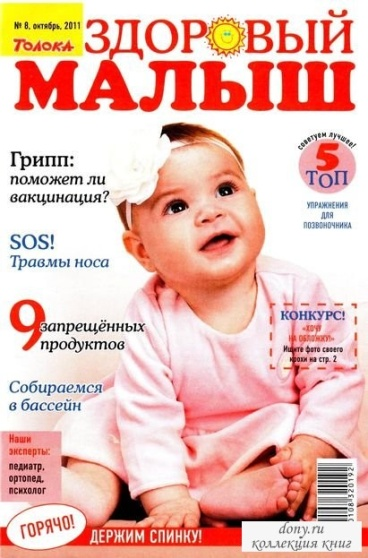 № 8, октябрь, 2011
Толока
ЗДОРОВЫЙ
МАЛЫШ
Грипп:
поможет ли
вакцинация?
советуем лучшее!
5
ТОП
УПРАЖНЕНИЯ
ДЛЯ
ПОЗВОНОЧНИКА
SOS!
Травмы носа
9 запрещённых
продуктов
КОНКУРС!
«ХОЧУ
НА ОБЛОЖКУ!»
Ищите фото своего
крохи на стр. 2
Собираемся
в бассейн
Наши
эксперты:
педиатр,
ортопед,
психолог
ГОРЯЧО!
ДЕРЖИМ СПИНКУ!
dony.ru
коллекция книг